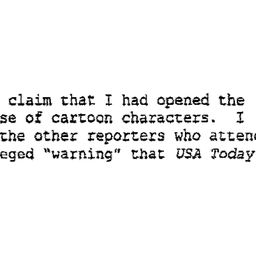 claim that I had opened the
se of cartoon characters. I
the other reporters who atten
eged "warning" that USA Today